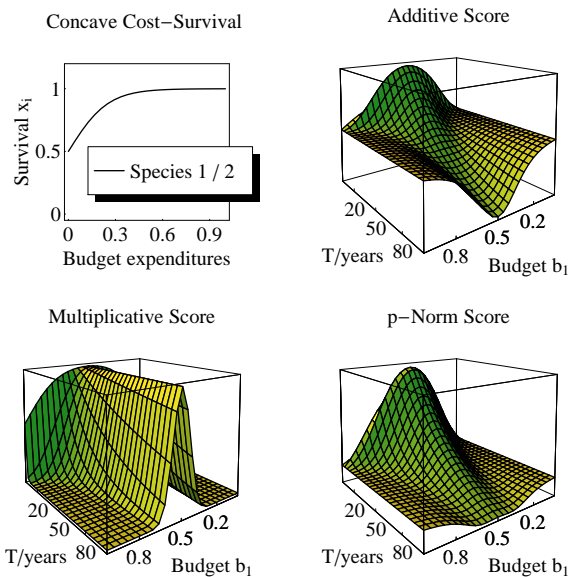 Concave Cost−Survival
Survival x_i
1
0.5
0
Species 1 / 2
0 0.3 0.6 0.9
Budget expenditures
Additive Score
20
50
80
T/years
0.8
0.5
0.2
Budget b_1
Multiplicative Score
20
50
80
T/years
0.8
0.5
0.2
Budget b_1
p−Norm Score
20
50
80
T/years
0.8
0.5
0.2
Budget b_1